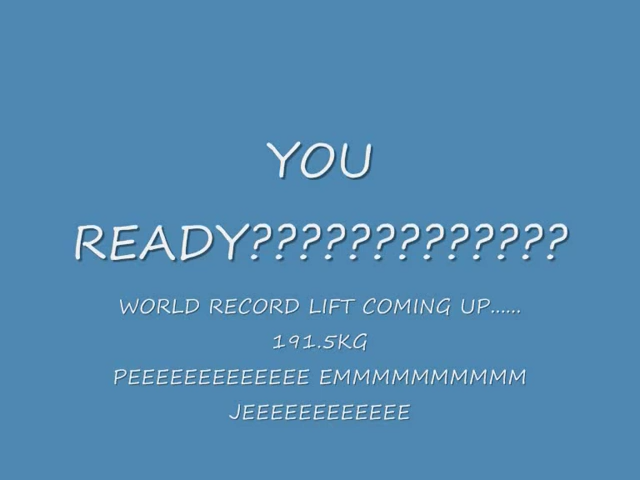 YOU
READY?????????????
WORLD RECORD LIFT COMING UP......
191.5KG
PEEEEEEEEEEEEE EMMMMMMMMMM
JEEEEEEEEEEEE